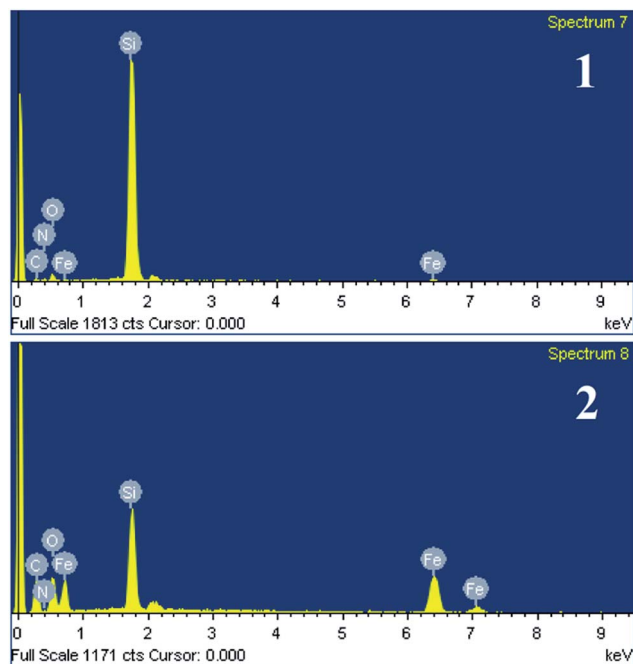 Spectrum 7
1
Si
O
N
C Fe Fe
0 1 2 3 4 5 6 7 8 9
Full Scale 1813 cts Cursor: 0.000 keV
Spectrum 8
2
Si
O
C Fe Fe
N Fe
0 1 2 3 4 5 6 7 8 9
Full Scale 1171 cts Cursor: 0.000 keV